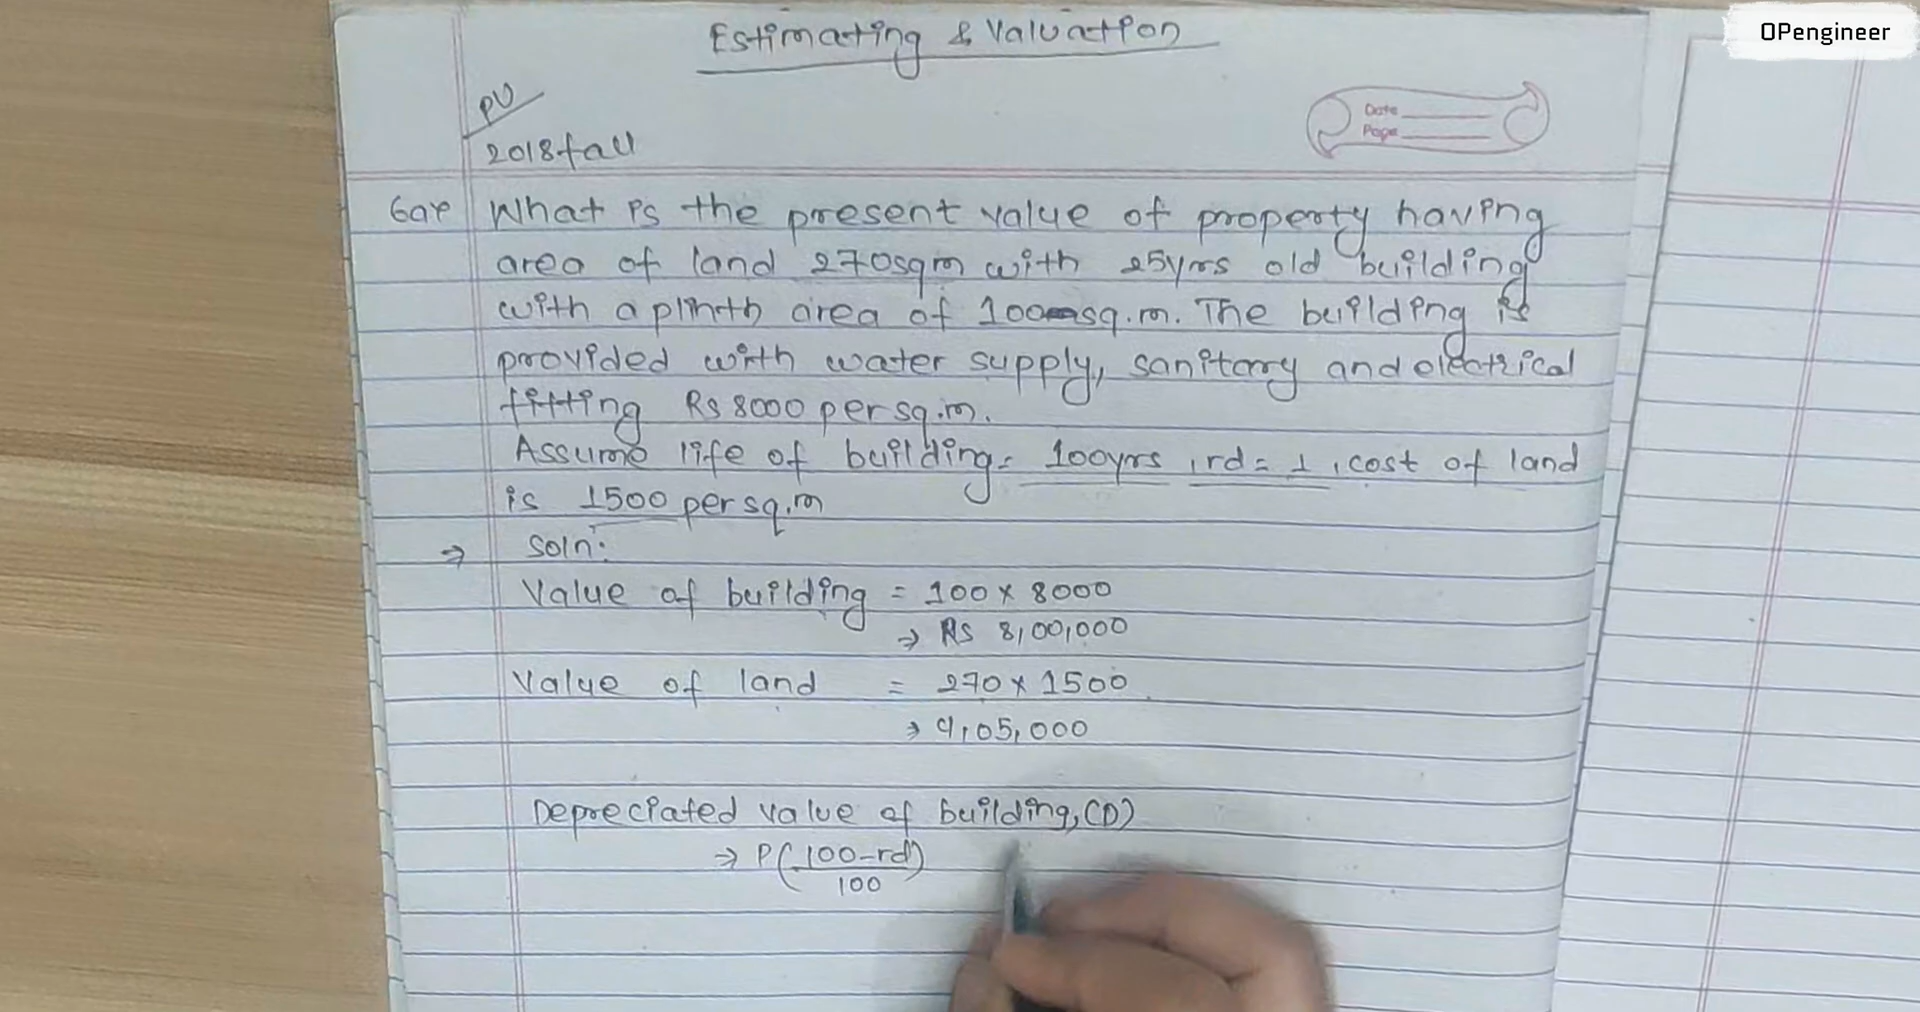 OPengineer
Estimating & Valuation
PU
2018 fall
Date
Page
6a) What is the present value of property having
area of land 270sqm with 25yrs old building
with a plinth area of 100 sq.m. The building is
provided with water supply, sanitary and electrical
fitting Rs 8000 per sq.m.
Assume life of building = 100yrs, rd = 1, cost of land
is 1500 per sq.m
⇒ Soln:
Value of building = 100 × 8000
⇒ RS 8,00,000
Value of land = 270 × 1500
⇒ 4,05,000
Depreciated value of building, (D)
⇒ P(100-rd
100)